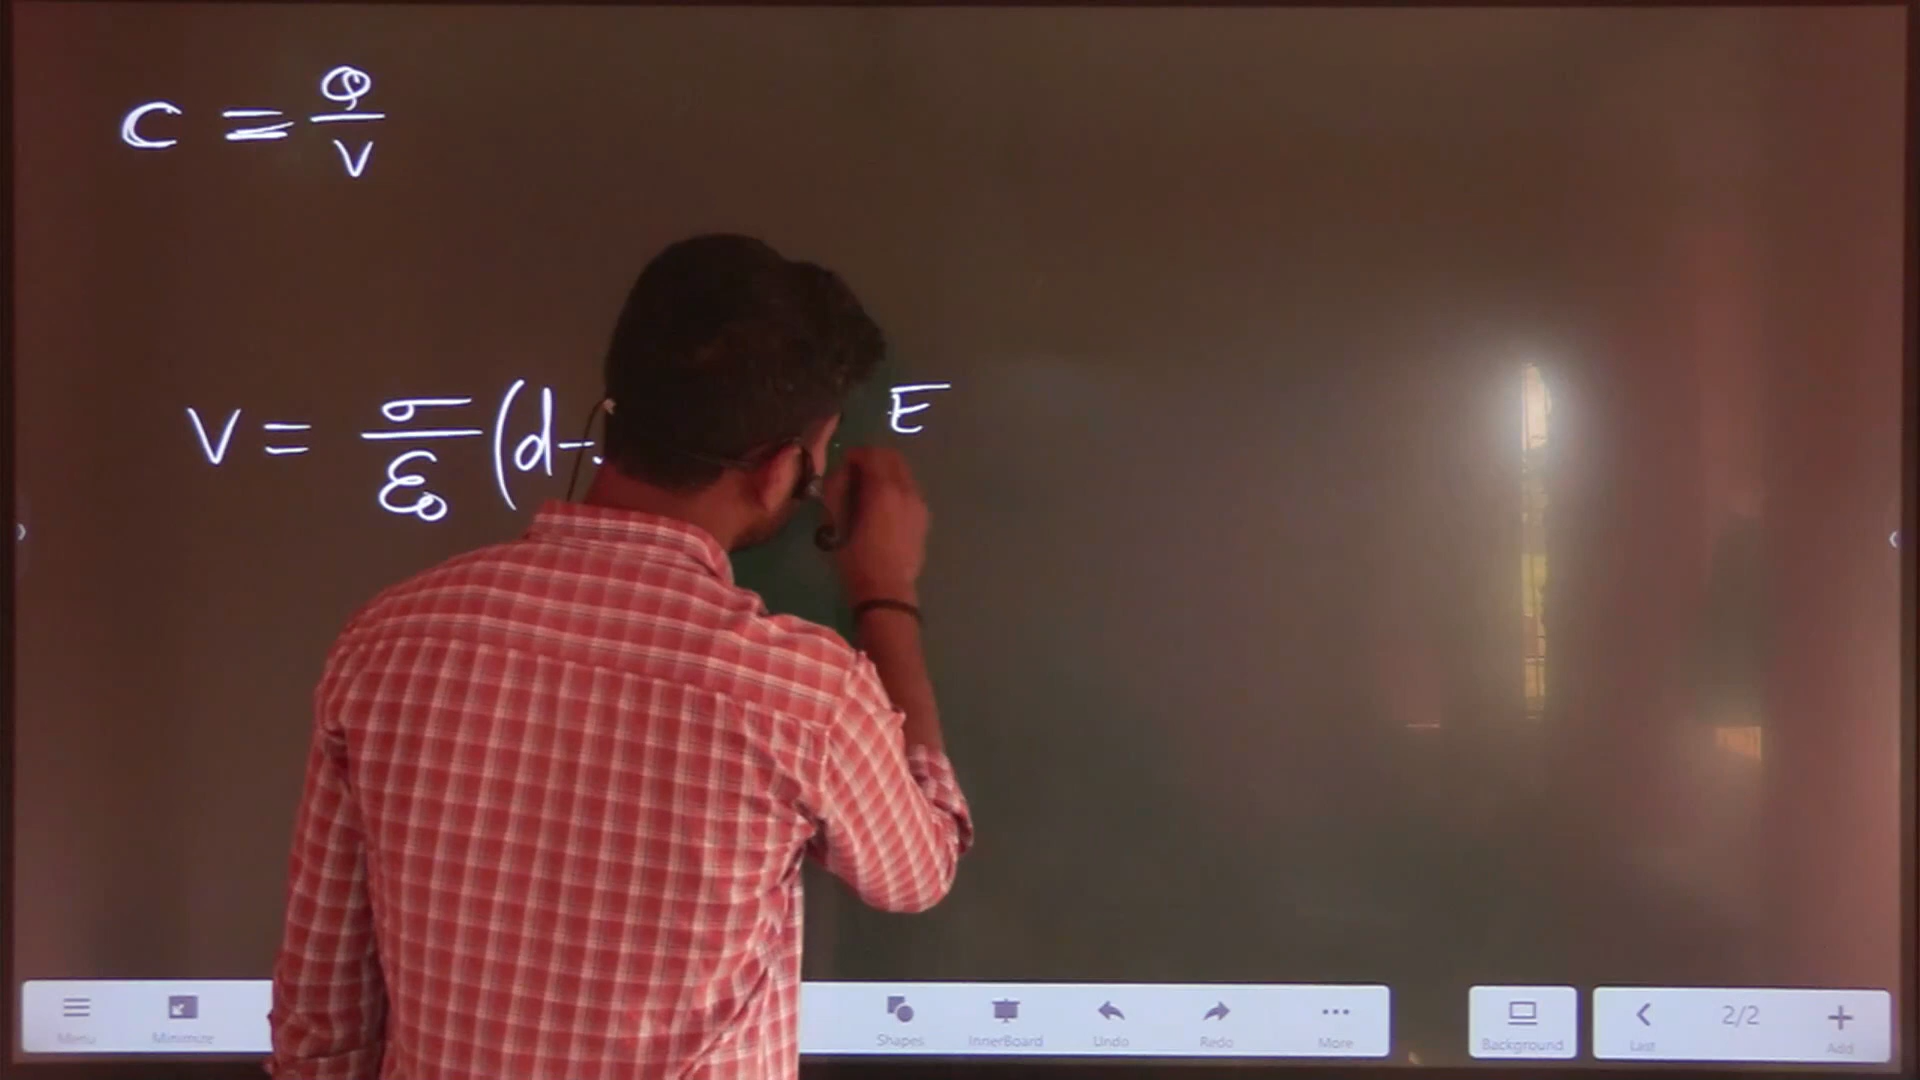 C = Q/V
V = σ/ε₀ (d- E
Menu Minimize Shapes InnerBoard Undo Redo More Background Last 2/2 Add